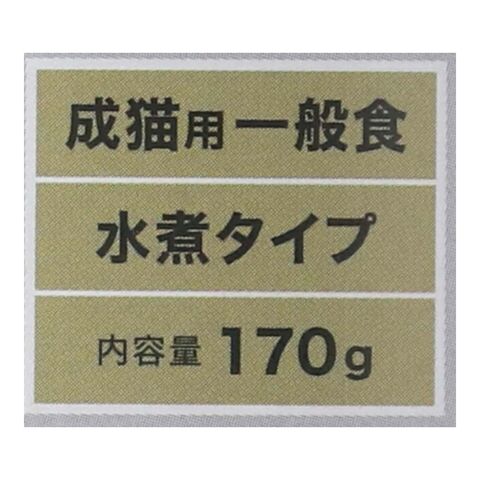 成猫用一般食
水煮タイプ
内容量 170g